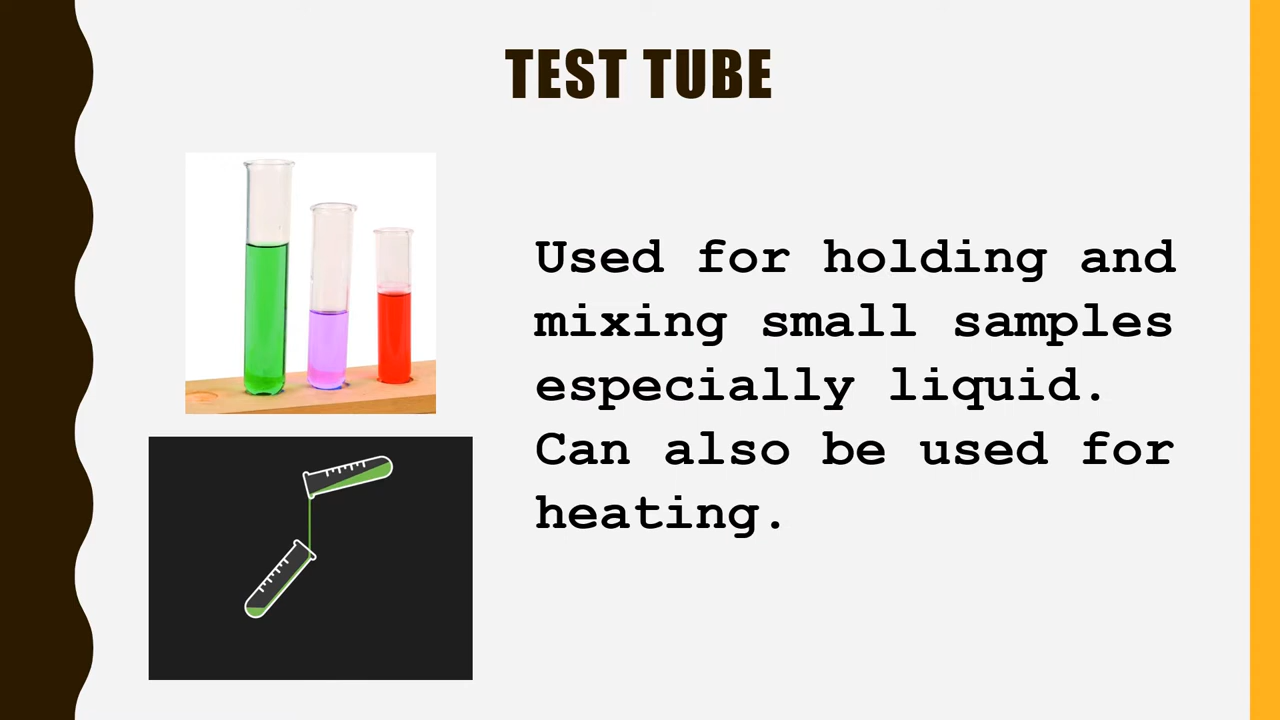 TEST TUBE
Used for holding and
mixing small samples
especially liquid.
Can also be used for
heating.